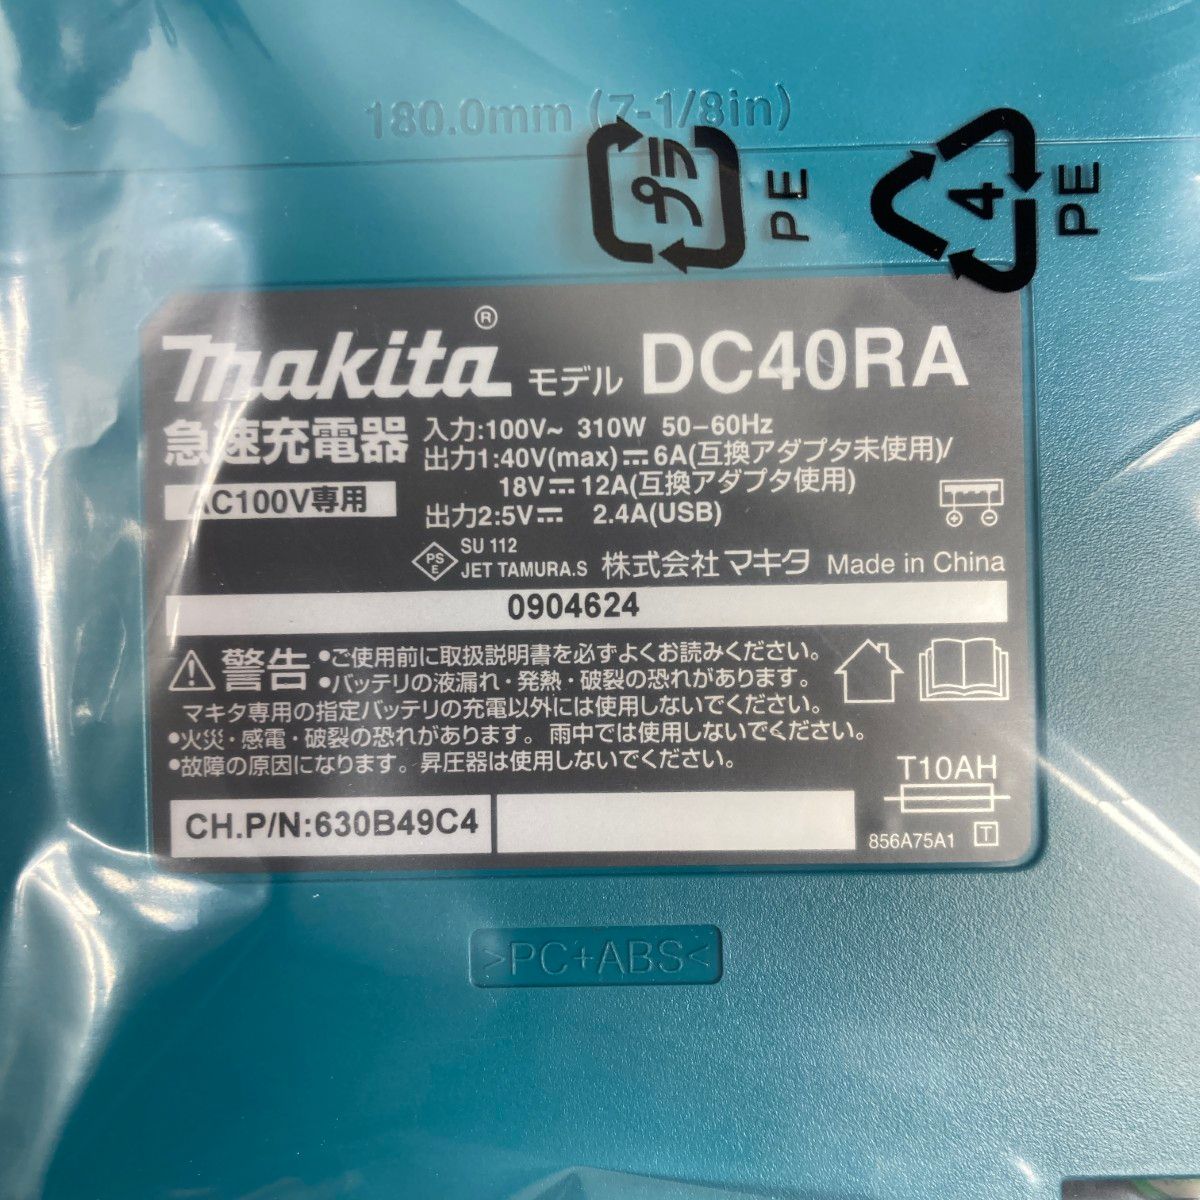 180.0mm (7-1/8in)
プラ PE
4 PE
makita® モデル DC40RA
急速充電器
AC100V専用
入力:100V~ 310W 50-60Hz
出力1:40V(max)⎓6A(互換アダプタ未使用)/
18V⎓12A(互換アダプタ使用)
出力2:5V⎓ 2.4A(USB)
PSE SU 112
JET TAMURA.S 株式会社 マキタ Made in China
0904624
警告 •ご使用前に取扱説明書を必ずよくお読みください。
•バッテリの液漏れ・発熱・破裂の恐れがあります。
マキタ専用の指定バッテリの充電以外には使用しないでください。
•火災・感電・破裂の恐れがあります。雨中では使用しないでください。
•故障の原因になります。昇圧器は使用しないでください。
T10AH
CH.P/N:630B49C4
856A75A1 T
>PC+ABS<